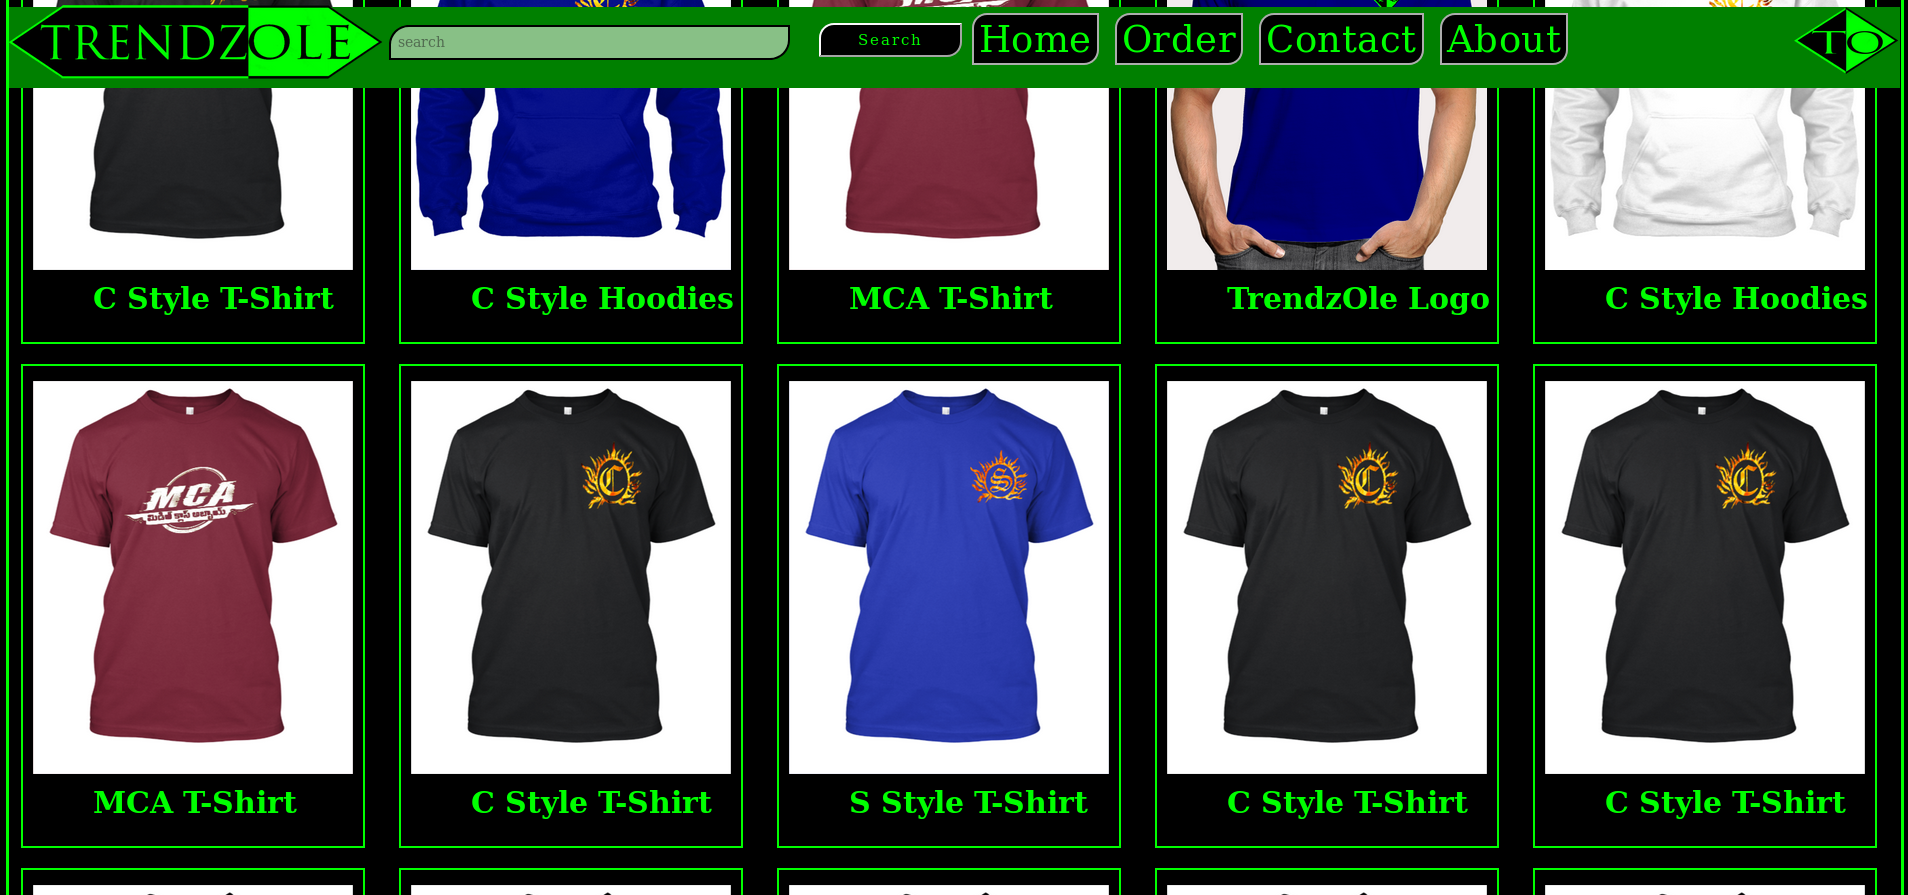 TRENDZOLE
search
Search
Home
Order
Contact
About
TO
C Style T-Shirt
C Style Hoodies
MCA T-Shirt
TrendzOle Logo
C Style Hoodies
MCA
మిడిల్ క్లాస్ అబ్బాయ్
C
S
C
C
MCA T-Shirt
C Style T-Shirt
S Style T-Shirt
C Style T-Shirt
C Style T-Shirt